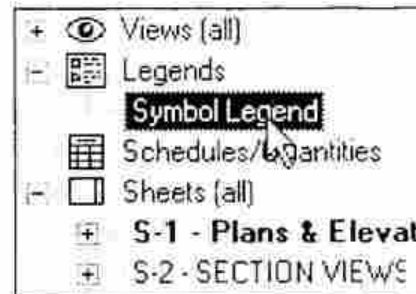 Views (all)
Legends
Symbol Legend
Schedules/Quantities
Sheets (all)
S-1 - Plans & Elevat
S-2 - SECTION VIEWS